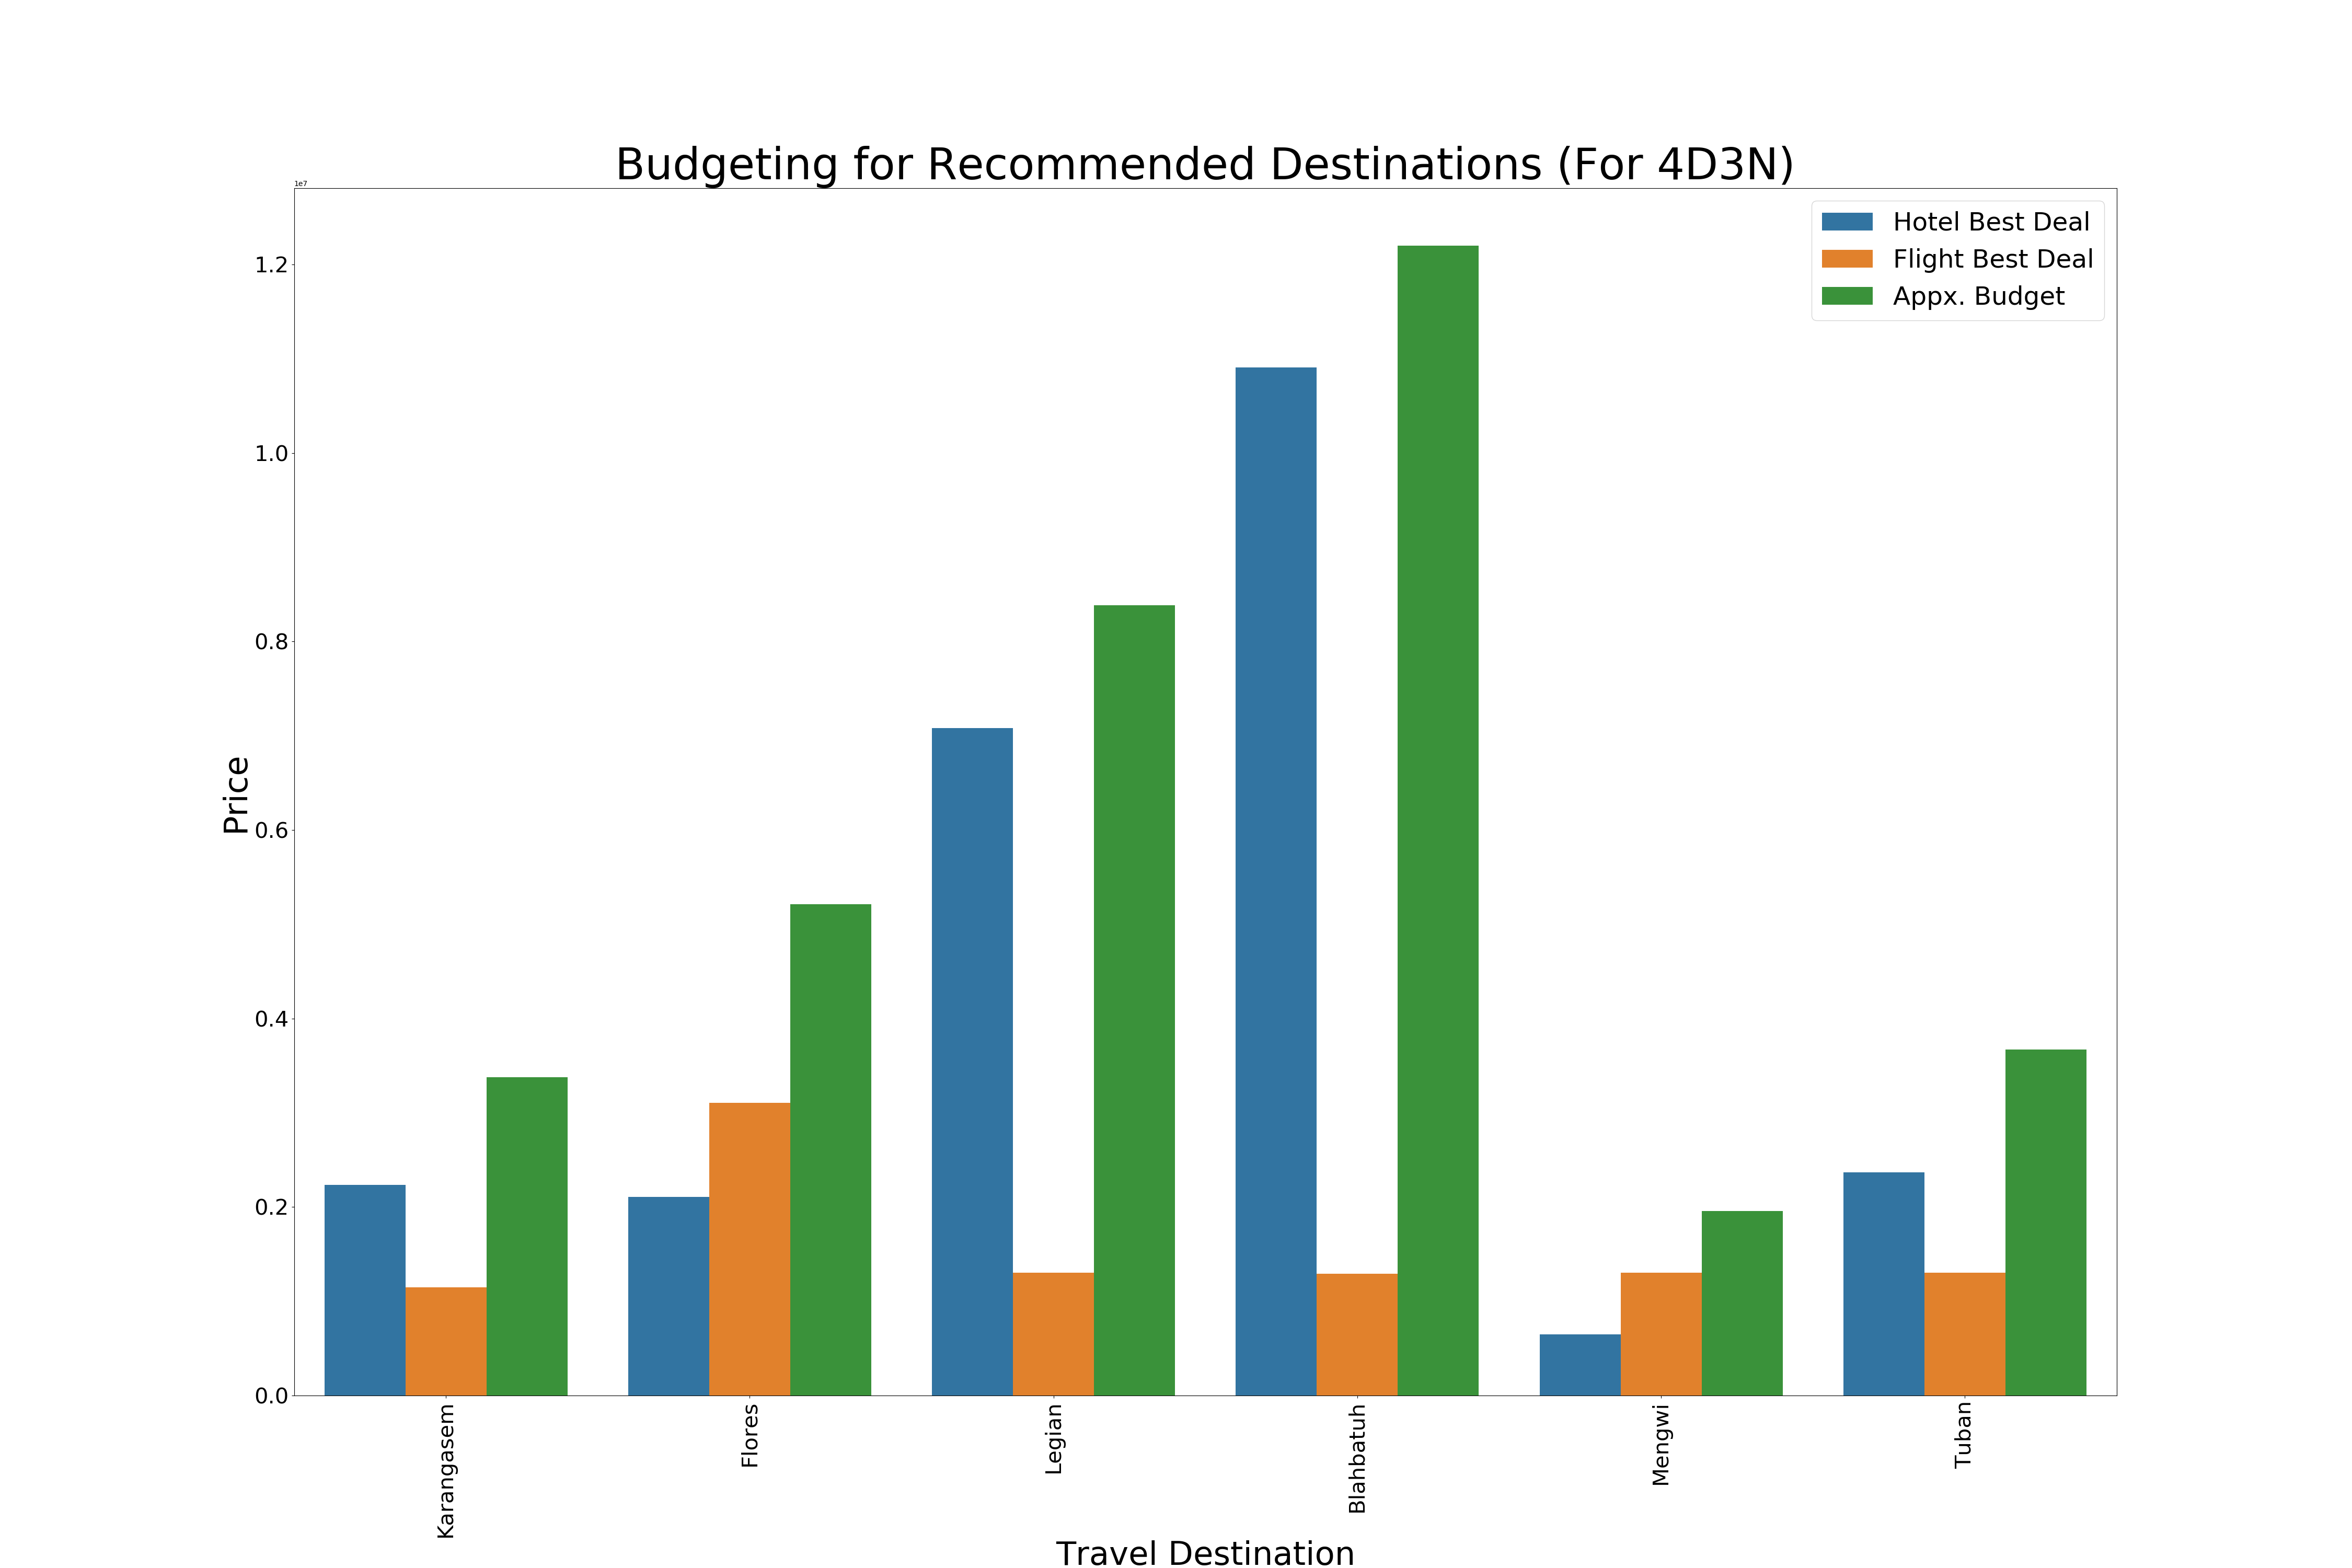 Budgeting for Recommended Destinations (For 4D3N)
1e7
Hotel Best Deal
Flight Best Deal
Appx. Budget
1.2
1.0
0.8
0.6
0.4
0.2
0.0
Price
Karangasem
Flores
Legian
Blahbatuh
Mengwi
Tuban
Travel Destination